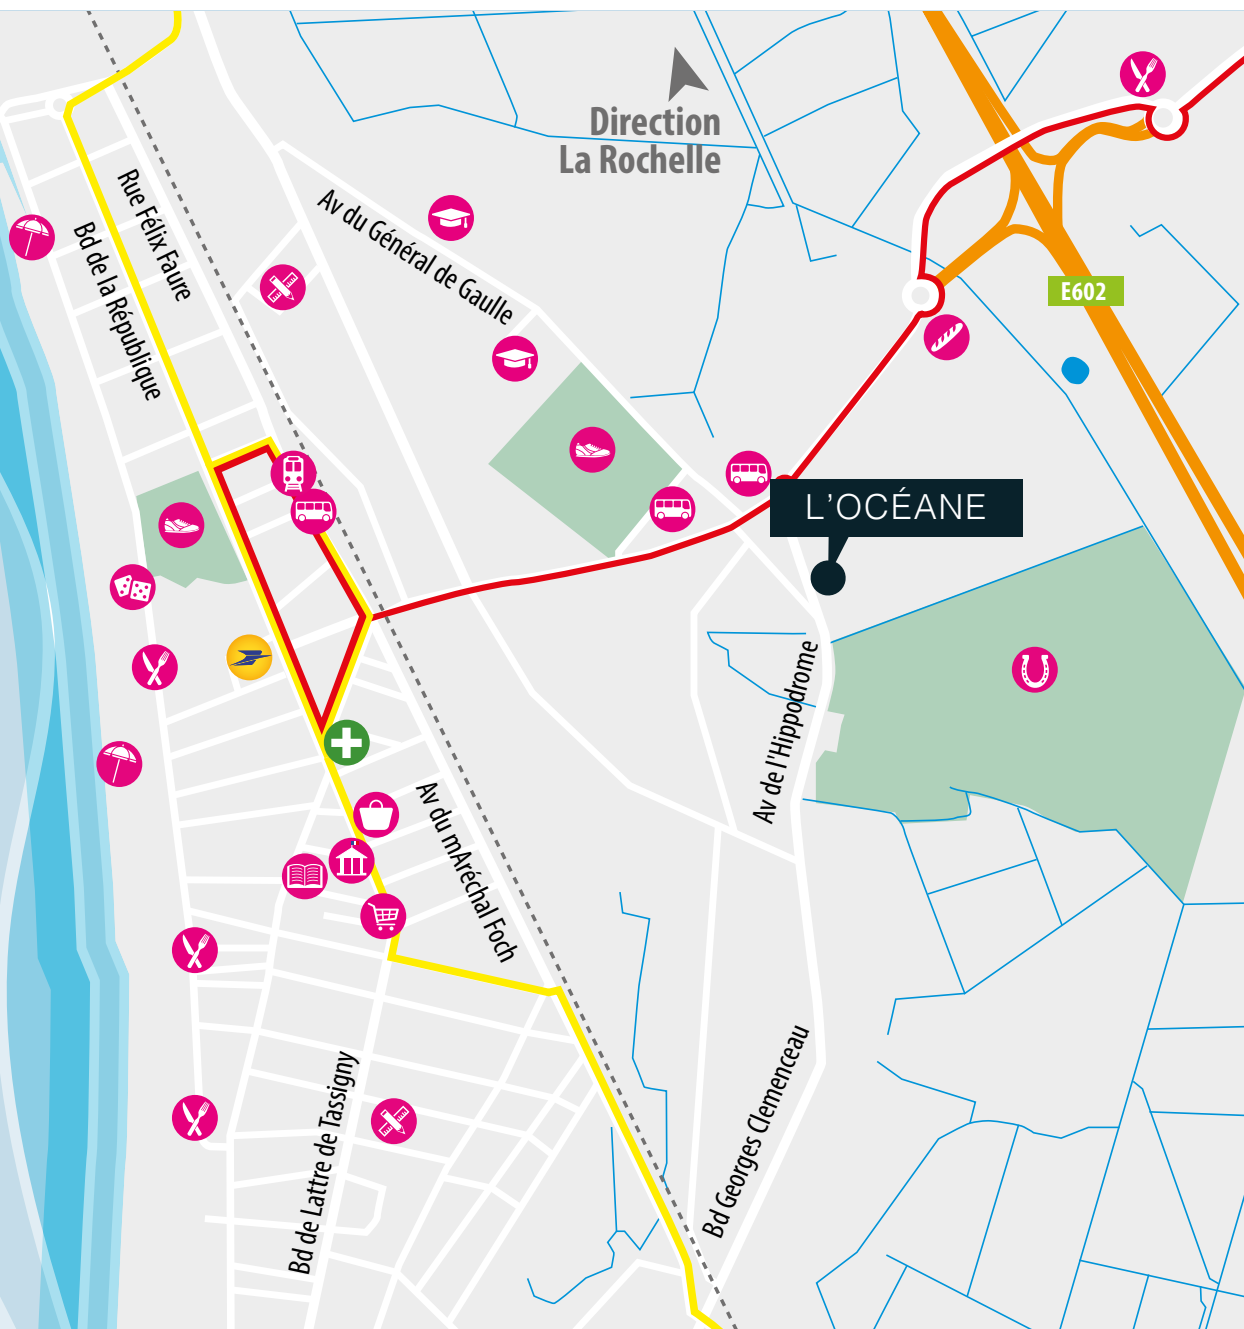 Direction
La Rochelle
Rue Félix Faure
Av du Général de Gaulle
Bd de la République
E602
L'OCÉANE
Av de l'Hippodrome
Av du mAréchal Foch
Bd Georges Clemenceau
Bd de Lattre de Tassigny